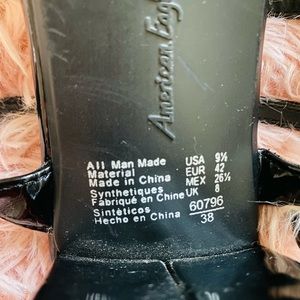 American Eag
All Man Made USA 9½
Material EUR 42
Made in China MEX 26½
Synthetiques UK 8
Fabriqué en Chine
Sintéticos 60796
Hecho en China 38